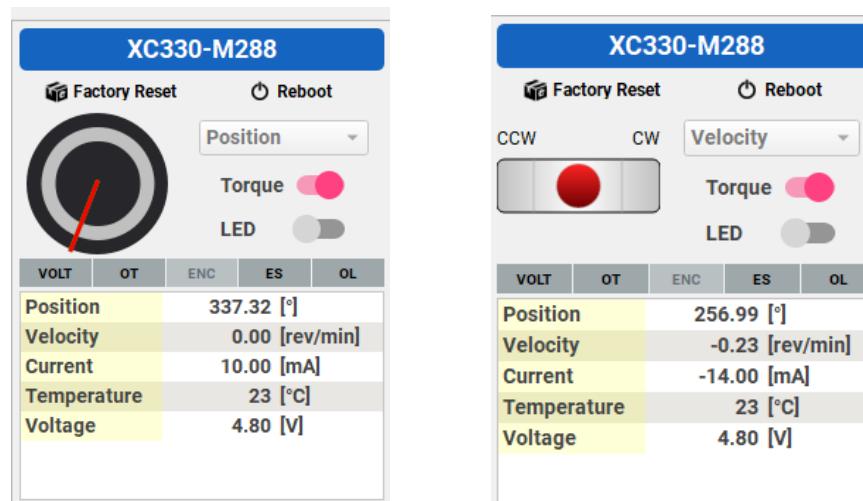 XC330-M288
Factory Reset Reboot
Position
Torque
LED
VOLT OT ENC ES OL
Position 337.32 [°]
Velocity 0.00 [rev/min]
Current 10.00 [mA]
Temperature 23 [°C]
Voltage 4.80 [V]
XC330-M288
Factory Reset Reboot
CCW CW Velocity
Torque
LED
VOLT OT ENC ES OL
Position 256.99 [°]
Velocity -0.23 [rev/min]
Current -14.00 [mA]
Temperature 23 [°C]
Voltage 4.80 [V]